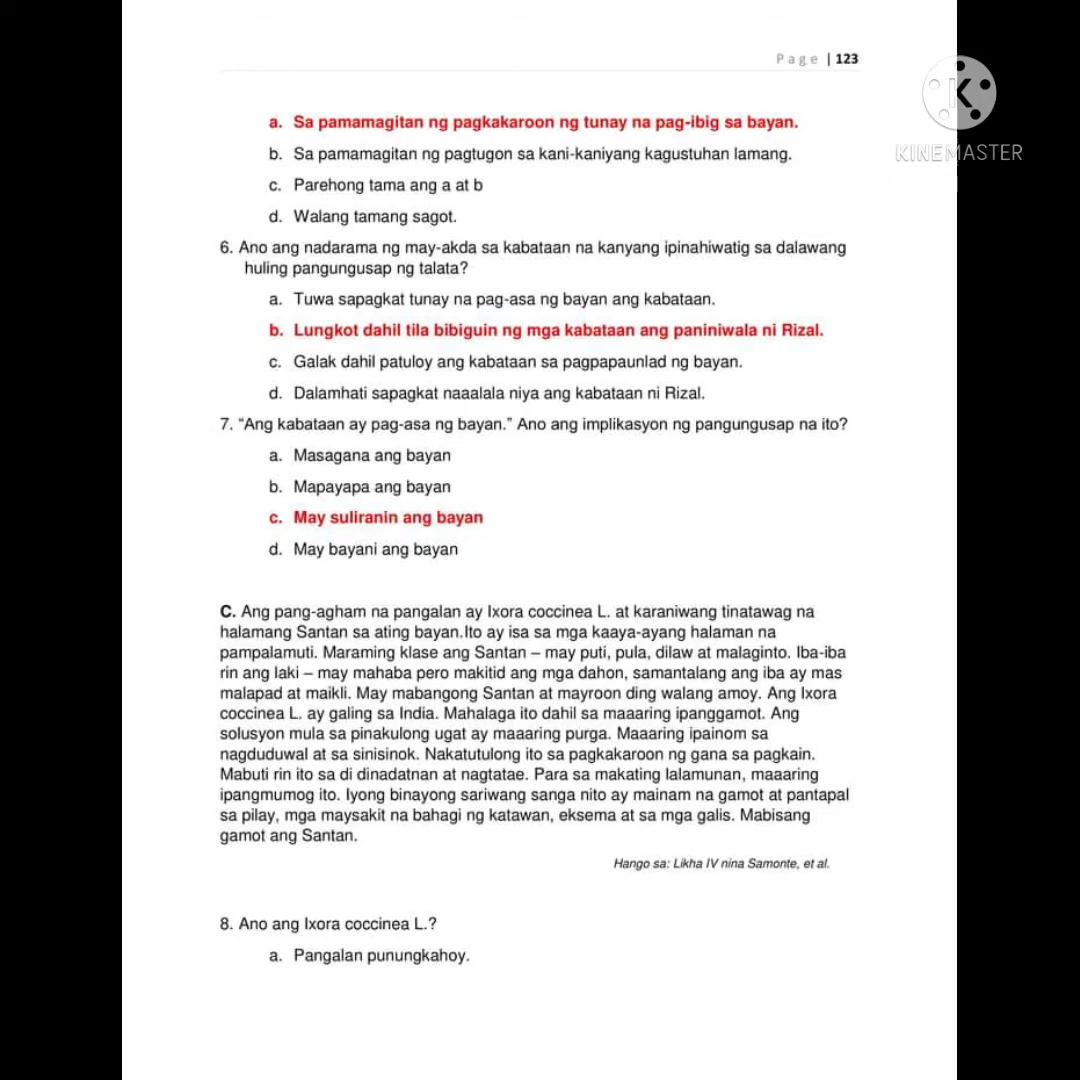 Page | 123
KINEMASTER
a. Sa pamamagitan ng pagkakaroon ng tunay na pag-ibig sa bayan.
b. Sa pamamagitan ng pagtugon sa kani-kaniyang kagustuhan lamang.
c. Parehong tama ang a at b
d. Walang tamang sagot.
6. Ano ang nadarama ng may-akda sa kabataan na kanyang ipinahiwatig sa dalawang
huling pangungusap ng talata?
a. Tuwa sapagkat tunay na pag-asa ng bayan ang kabataan.
b. Lungkot dahil tila bibiguin ng mga kabataan ang paniniwala ni Rizal.
c. Galak dahil patuloy ang kabataan sa pagpapaunlad ng bayan.
d. Dalamhati sapagkat naaalala niya ang kabataan ni Rizal.
7. “Ang kabataan ay pag-asa ng bayan.” Ano ang implikasyon ng pangungusap na ito?
a. Masagana ang bayan
b. Mapayapa ang bayan
c. May suliranin ang bayan
d. May bayani ang bayan
C. Ang pang-agham na pangalan ay Ixora coccinea L. at karaniwang tinatawag na
halamang Santan sa ating bayan.Ito ay isa sa mga kaaya-ayang halaman na
pampalamuti. Maraming klase ang Santan – may puti, pula, dilaw at malaginto. Iba-iba
rin ang laki – may mahaba pero makitid ang mga dahon, samantalang ang iba ay mas
malapad at maikli. May mabangong Santan at mayroon ding walang amoy. Ang Ixora
coccinea L. ay galing sa India. Mahalaga ito dahil sa maaaring ipanggamot. Ang
solusyon mula sa pinakulong ugat ay maaaring purga. Maaaring ipainom sa
nagduduwal at sa sinisinok. Nakatutulong ito sa pagkakaroon ng gana sa pagkain.
Mabuti rin ito sa di dinadatnan at nagtatae. Para sa makating lalamunan, maaaring
ipangmumog ito. Iyong binayong sariwang sanga nito ay mainam na gamot at pantapal
sa pilay, mga maysakit na bahagi ng katawan, eksema at sa mga galis. Mabisang
gamot ang Santan.
Hango sa: Likha IV nina Samonte, et al.
8. Ano ang Ixora coccinea L.?
a. Pangalan punungkahoy.